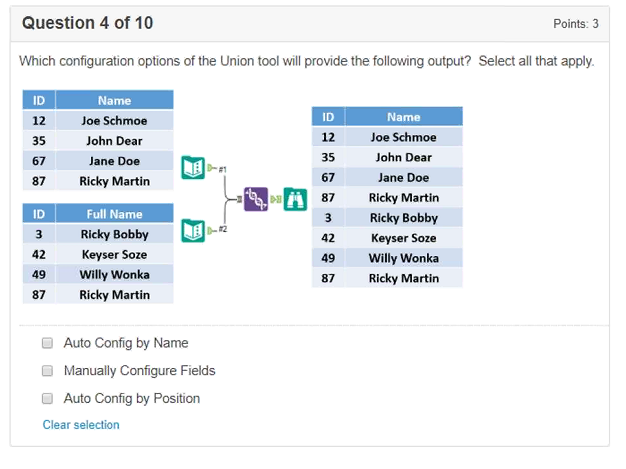 Question 4 of 10
Points: 3
Which configuration options of the Union tool will provide the following output? Select all that apply.
ID Name
12 Joe Schmoe
35 John Dear
67 Jane Doe
87 Ricky Martin
ID Full Name
3 Ricky Bobby
42 Keyser Soze
49 Willy Wonka
87 Ricky Martin
#1
#2
ID Name
12 Joe Schmoe
35 John Dear
67 Jane Doe
87 Ricky Martin
3 Ricky Bobby
42 Keyser Soze
49 Willy Wonka
87 Ricky Martin
Auto Config by Name
Manually Configure Fields
Auto Config by Position
Clear selection